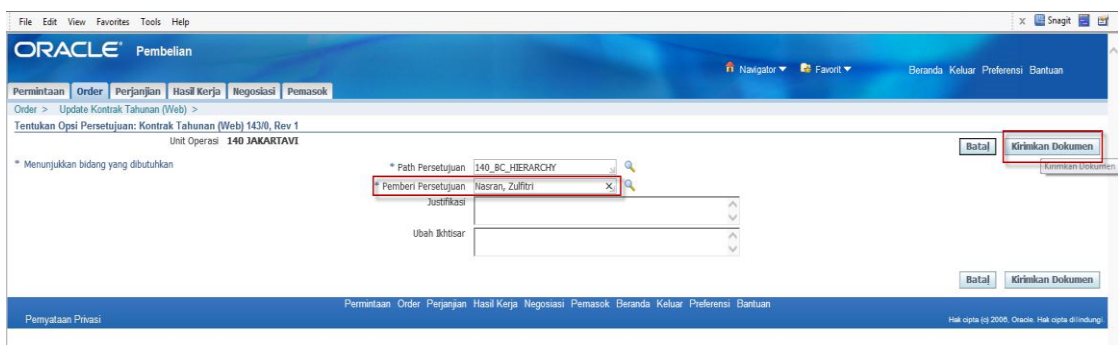 File Edit View Favorites Tools Help x Snagit
ORACLE Pembelian
Navigator Favorit Beranda Keluar Preferensi Bantuan
Permintaan Order Perjanjian Hasil Kerja Negosiasi Pemasok
Order > Update Kontrak Tahunan (Web) >
Tentukan Opsi Persetujuan: Kontrak Tahunan (Web) 143/0, Rev 1
Unit Operasi 140 JAKARTAVI
Batal Kirimkan Dokumen
* Menunjukkan bidang yang dibutuhkan
Kirimkan Dokumen
* Path Persetujuan 140_BC_HIERARCHY
* Pemberi Persetujuan Nasran, Zulfitri x
Justifikasi
Ubah Ikhtisar
Batal Kirimkan Dokumen
Permintaan Order Perjanjian Hasil Kerja Negosiasi Pemasok Beranda Keluar Preferensi Bantuan
Pernyataan Privasi
Hak cipta (c) 2006, Oracle. Hak cipta dilindungi.